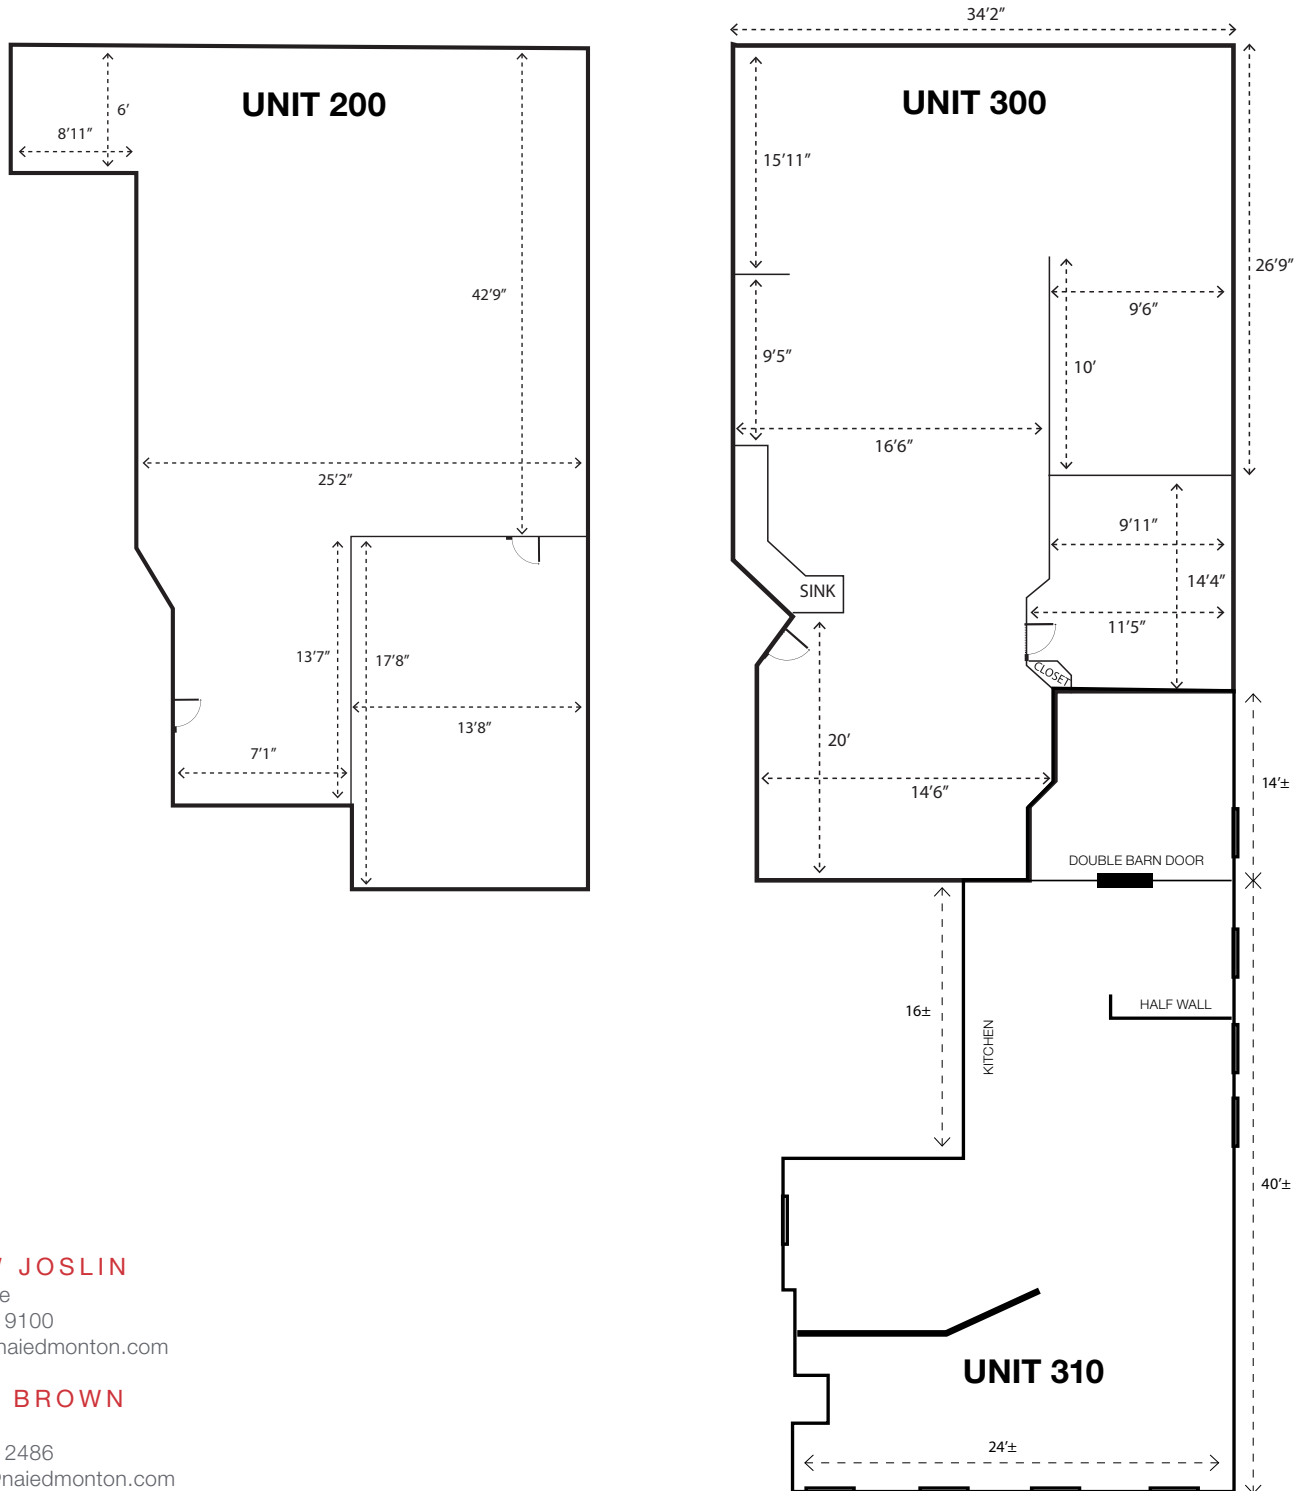 UNIT 200
6'
8'11"
42'9"
25'2"
13'7"
17'8"
13'8"
7'1"
34'2"
UNIT 300
15'11"
26'9"
9'6"
9'5"
10'
16'6"
9'11"
14'4"
SINK
11'5"
CLOSET
20'
14'6"
14'±
DOUBLE BARN DOOR
16±
KITCHEN
HALF WALL
40'±
UNIT 310
24'±
JOSLIN
e
9100
naiedmonton.com
BROWN
2486
naiedmonton.com